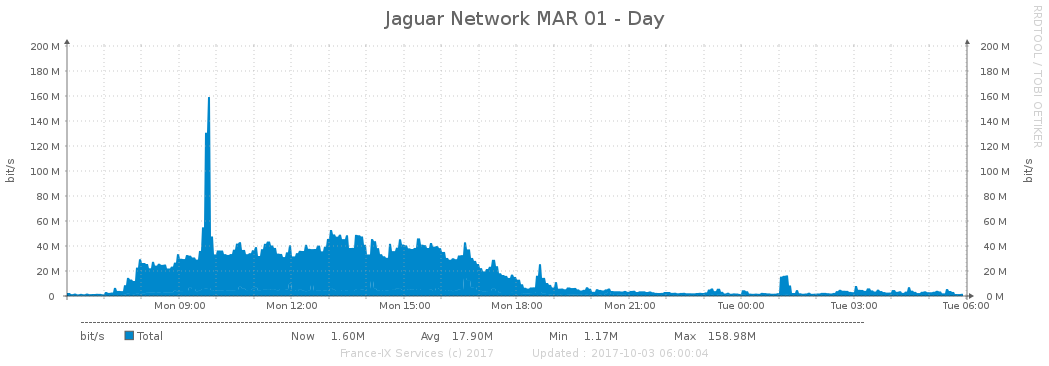 Jaguar Network MAR 01 - Day
RRDTOOL / TOBI OETIKER
bit/s
200 M 200 M
180 M 180 M
160 M 160 M
140 M 140 M
120 M 120 M
100 M 100 M
80 M 80 M
60 M 60 M
40 M 40 M
20 M 20 M
0 0 M
bit/s
Mon 09:00 Mon 12:00 Mon 15:00 Mon 18:00 Mon 21:00 Tue 00:00 Tue 03:00 Tue 06:00
bit/s Total Now 1.60M Avg 17.90M Min 1.17M Max 158.98M
France-IX Services (c) 2017 Updated : 2017-10-03 06:00:04